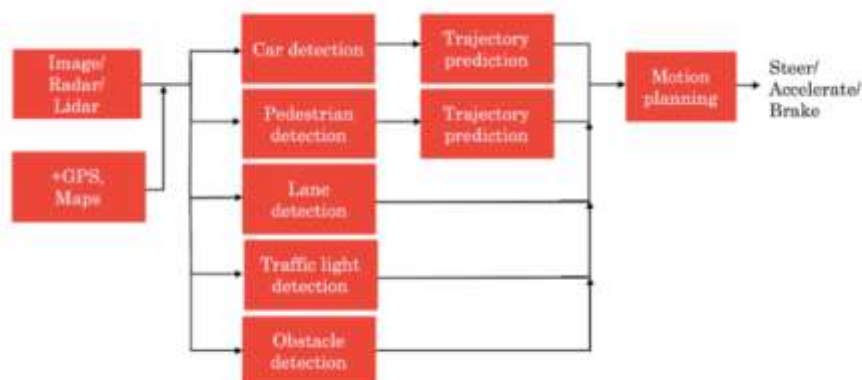 Image/
Radar/
Lidar
+GPS,
Maps
Car detection
Trajectory
prediction
Pedestrian
detection
Trajectory
prediction
Lane
detection
Traffic light
detection
Obstacle
detection
Motion
planning
Steer/
Accelerate/
Brake